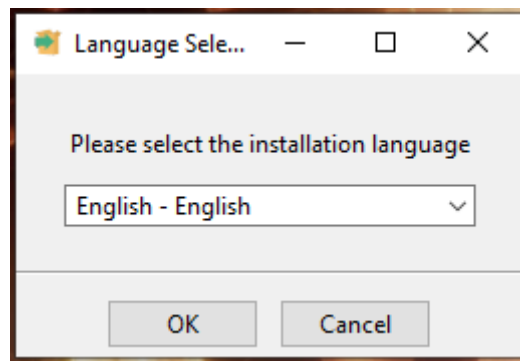 Language Sele...
Please select the installation language
English - English
OK
Cancel